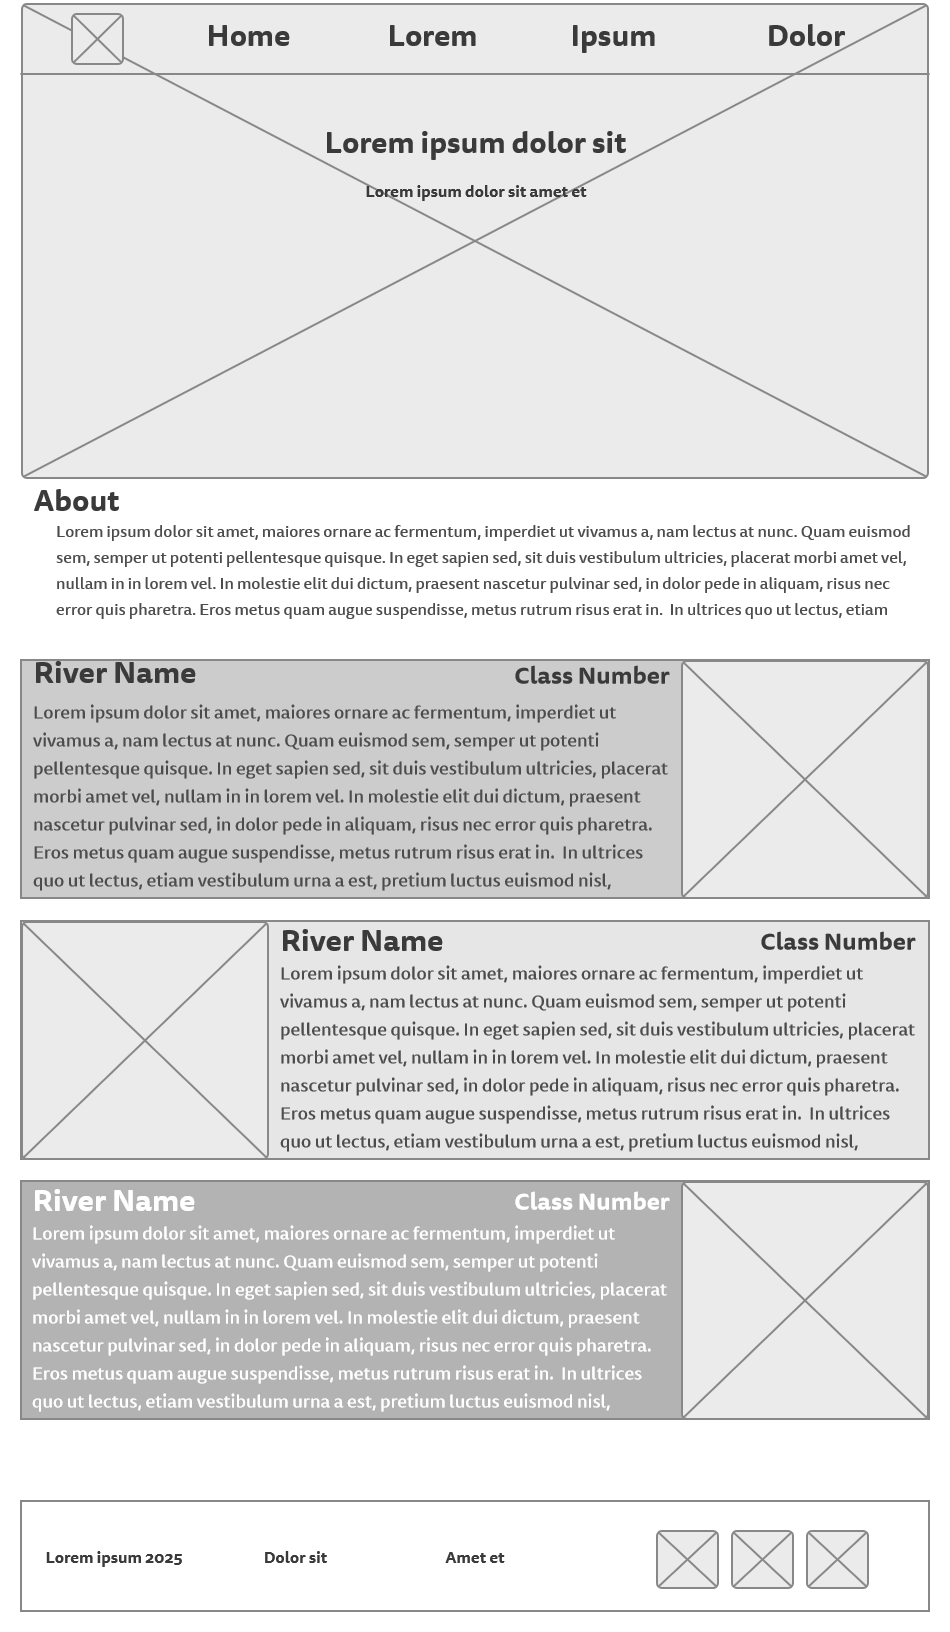 Home Lorem Ipsum Dolor
Lorem ipsum dolor sit
Lorem ipsum dolor sit amet et
About
Lorem ipsum dolor sit amet, maiores ornare ac fermentum, imperdiet ut vivamus a, nam lectus at nunc. Quam euismod
sem, semper ut potenti pellentesque quisque. In eget sapien sed, sit duis vestibulum ultricies, placerat morbi amet vel,
nullam in in lorem vel. In molestie elit dui dictum, praesent nascetur pulvinar sed, in dolor pede in aliquam, risus nec
error quis pharetra. Eros metus quam augue suspendisse, metus rutrum risus erat in.  In ultrices quo ut lectus, etiam
River Name Class Number
Lorem ipsum dolor sit amet, maiores ornare ac fermentum, imperdiet ut
vivamus a, nam lectus at nunc. Quam euismod sem, semper ut potenti
pellentesque quisque. In eget sapien sed, sit duis vestibulum ultricies, placerat
morbi amet vel, nullam in in lorem vel. In molestie elit dui dictum, praesent
nascetur pulvinar sed, in dolor pede in aliquam, risus nec error quis pharetra.
Eros metus quam augue suspendisse, metus rutrum risus erat in.  In ultrices
quo ut lectus, etiam vestibulum urna a est, pretium luctus euismod nisl,
River Name Class Number
Lorem ipsum dolor sit amet, maiores ornare ac fermentum, imperdiet ut
vivamus a, nam lectus at nunc. Quam euismod sem, semper ut potenti
pellentesque quisque. In eget sapien sed, sit duis vestibulum ultricies, placerat
morbi amet vel, nullam in in lorem vel. In molestie elit dui dictum, praesent
nascetur pulvinar sed, in dolor pede in aliquam, risus nec error quis pharetra.
Eros metus quam augue suspendisse, metus rutrum risus erat in.  In ultrices
quo ut lectus, etiam vestibulum urna a est, pretium luctus euismod nisl,
River Name Class Number
Lorem ipsum dolor sit amet, maiores ornare ac fermentum, imperdiet ut
vivamus a, nam lectus at nunc. Quam euismod sem, semper ut potenti
pellentesque quisque. In eget sapien sed, sit duis vestibulum ultricies, placerat
morbi amet vel, nullam in in lorem vel. In molestie elit dui dictum, praesent
nascetur pulvinar sed, in dolor pede in aliquam, risus nec error quis pharetra.
Eros metus quam augue suspendisse, metus rutrum risus erat in.  In ultrices
quo ut lectus, etiam vestibulum urna a est, pretium luctus euismod nisl,
Lorem ipsum 2025 Dolor sit Amet et